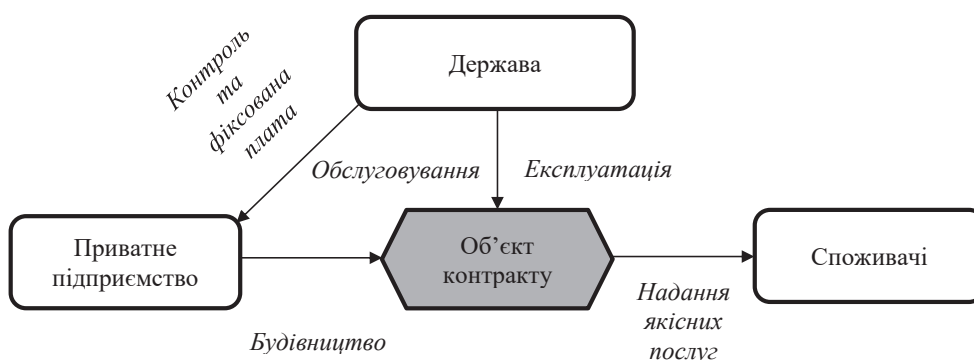 Держава
Контроль
та
фіксована
плата
Обслуговування
Експлуатація
Приватне
підприємство
Об’єкт
контракту
Споживачі
Будівництво
Надання
якісних
послуг